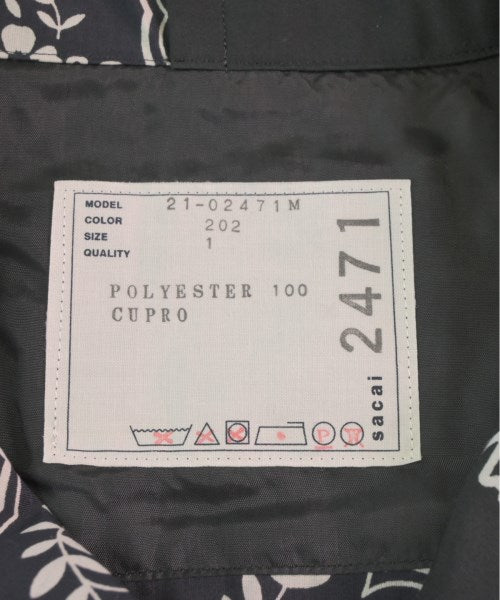 MODEL 21-02471M
COLOR 202
SIZE 1
QUALITY
POLYESTER 100
CUPRO
sacai 2471
P